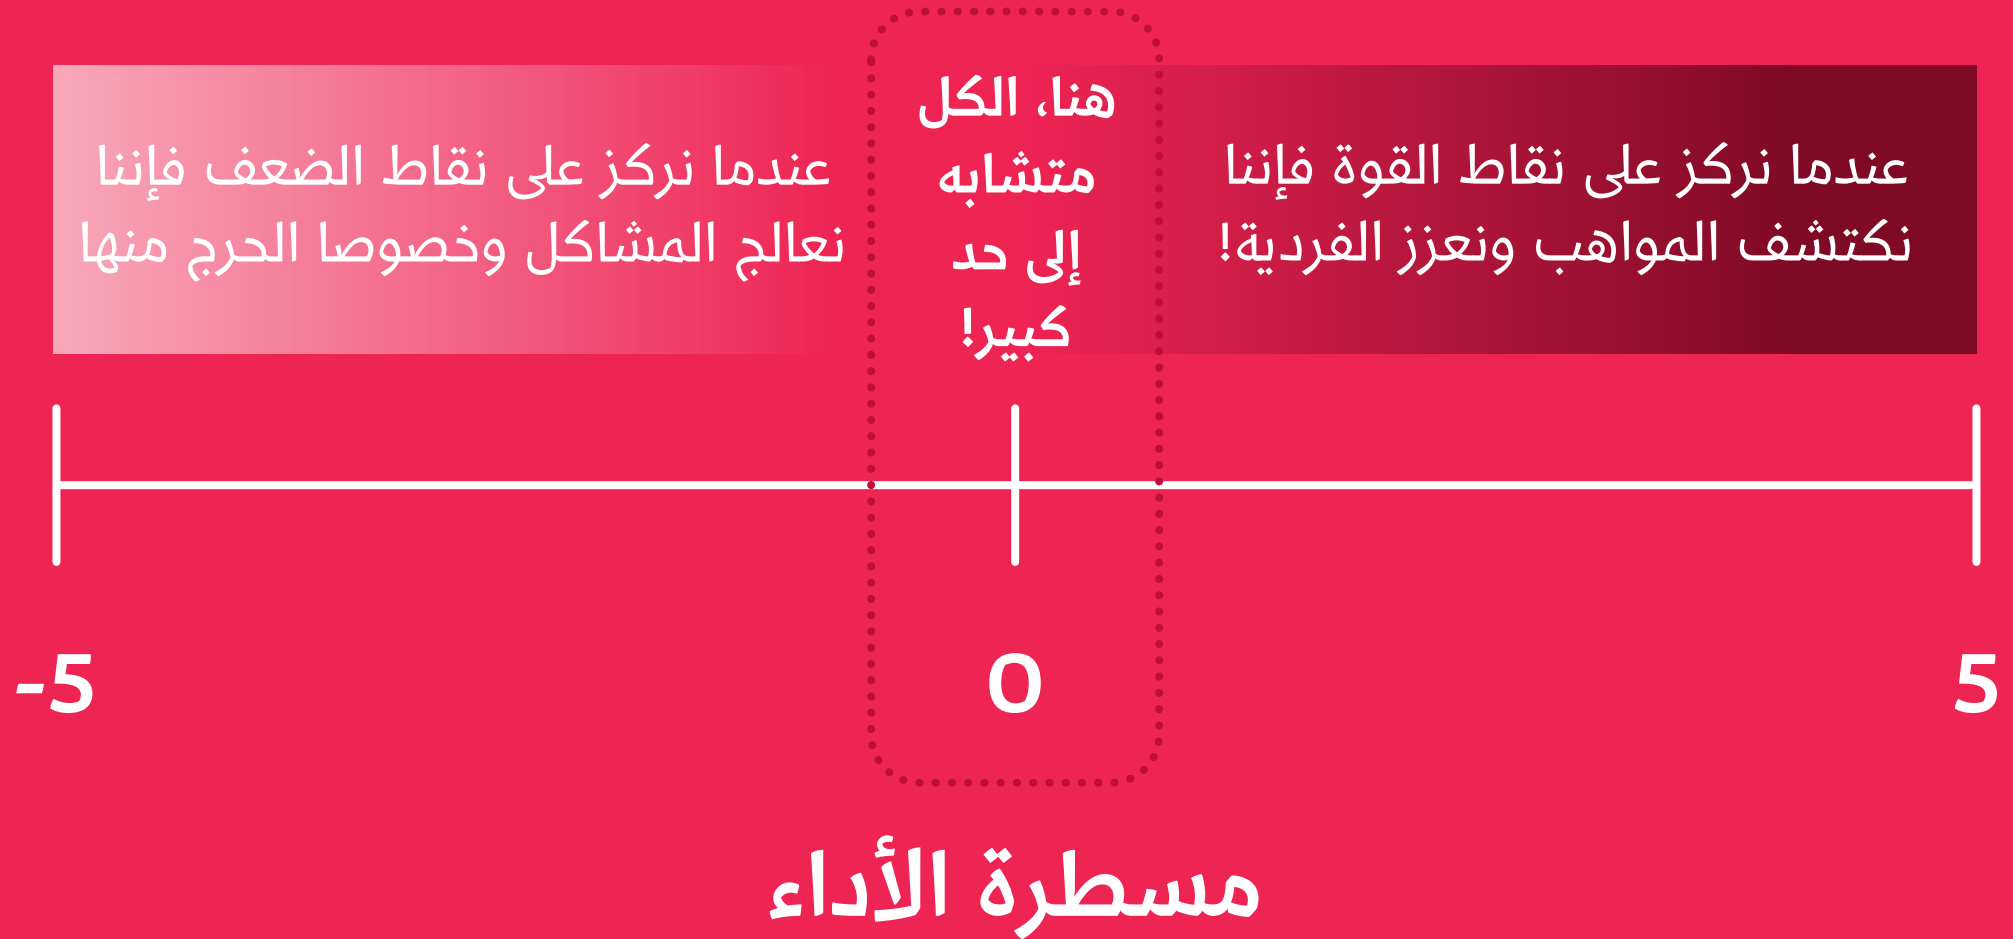 عندما نركز على نقاط القوة فإننا
نكتشف المواهب ونعزز الفردية!
هنا، الكل
متشابه
إلى حد
كبير!
عندما نركز على نقاط الضعف فإننا
نعالج المشاكل وخصوصا الحرج منها
-5
0
5
مسطرة الأداء